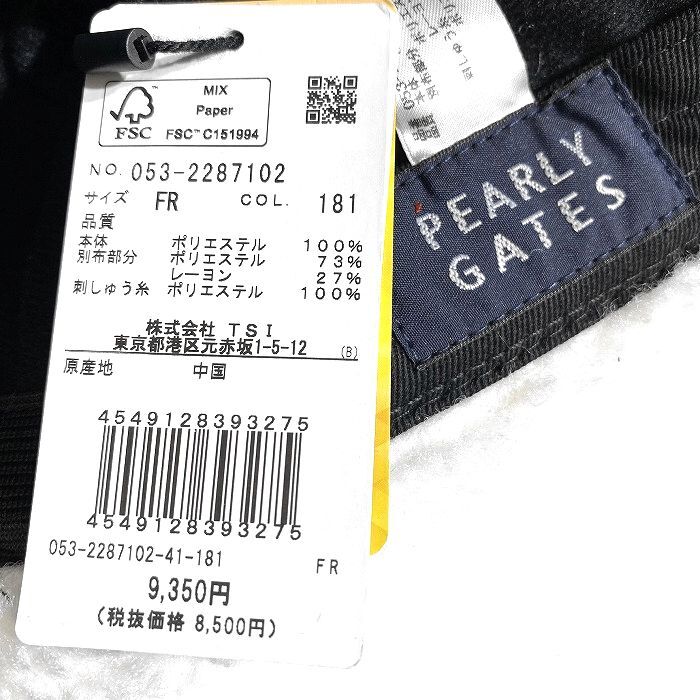 MIX
Paper
FSC
FSC™ C151994
NO. 053-2287102
サイズ FR COL. 181
品質
本体 ポリエステル 100%
別布部分 ポリエステル 73%
レーヨン 27%
刺しゅう糸 ポリエステル 100%
株式会社 TSI
東京都港区元赤坂1-5-12 (B)
原産地 中国
4549128393275
4549128393275
053-2287102-41-181 FR
9,350円
(税抜価格 8,500円)
PEARLY
GATES